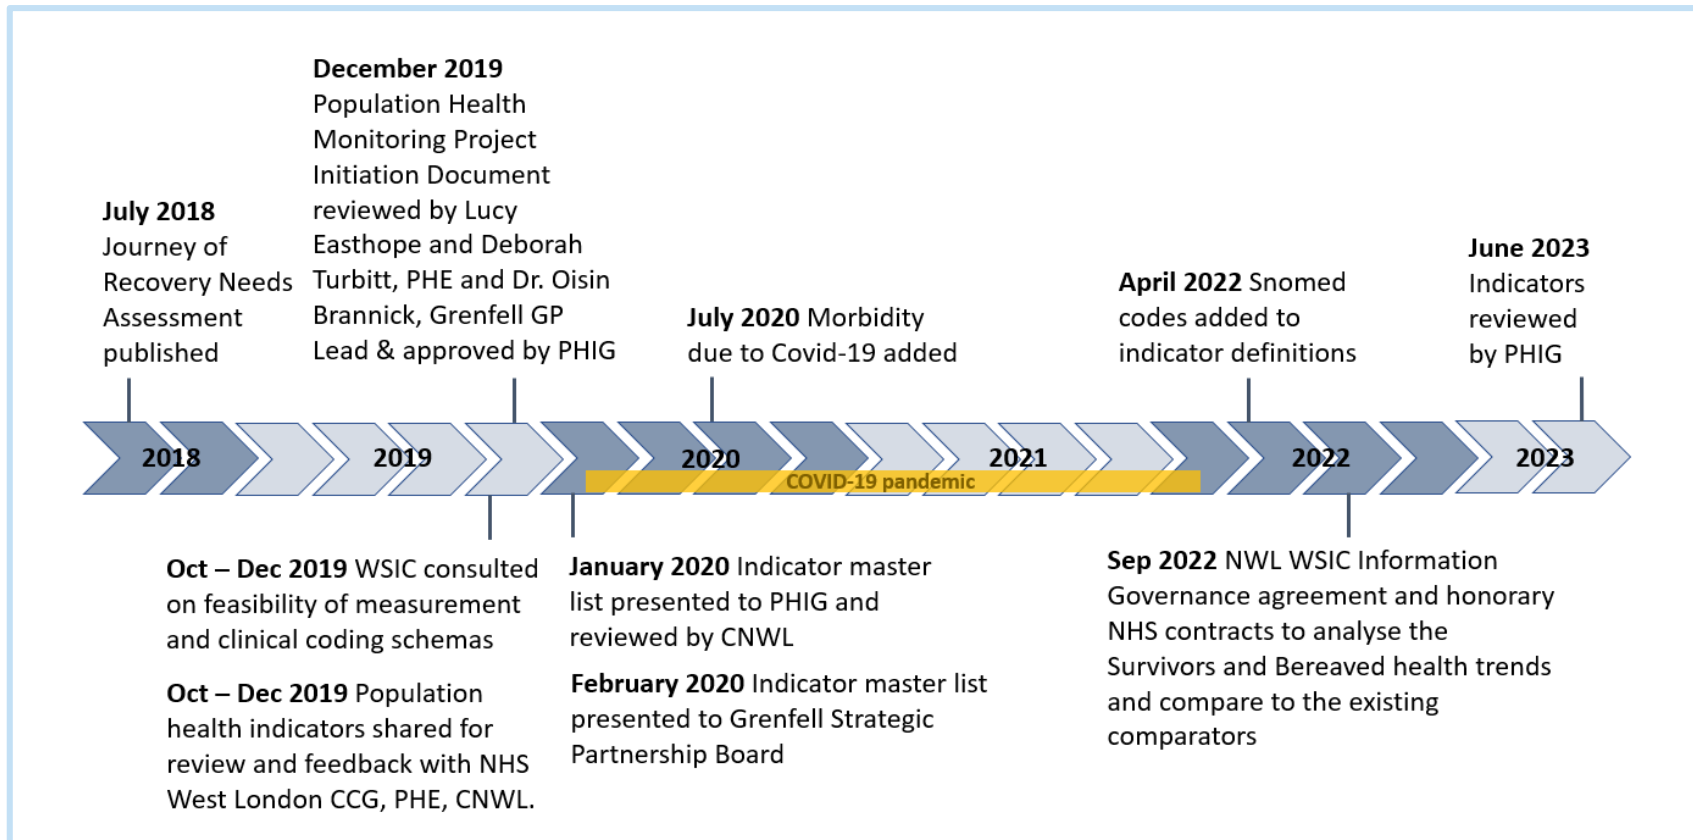 July 2018
Journey of
Recovery Needs
Assessment
published
December 2019
Population Health
Monitoring Project
Initiation Document
reviewed by Lucy
Easthope and Deborah
Turbitt, PHE and Dr. Oisin
Brannick, Grenfell GP
Lead & approved by PHIG
July 2020 Morbidity
due to Covid-19 added
April 2022 Snomed
codes added to
indicator definitions
June 2023
Indicators
reviewed
by PHIG
2018
2019
2020
2021
2022
2023
COVID-19 pandemic
Oct – Dec 2019 WSIC consulted
on feasibility of measurement
and clinical coding schemas
Oct – Dec 2019 Population
health indicators shared for
review and feedback with NHS
West London CCG, PHE, CNWL.
January 2020 Indicator master
list presented to PHIG and
reviewed by CNWL
February 2020 Indicator master list
presented to Grenfell Strategic
Partnership Board
Sep 2022 NWL WSIC Information
Governance agreement and honorary
NHS contracts to analyse the
Survivors and Bereaved health trends
and compare to the existing
comparators